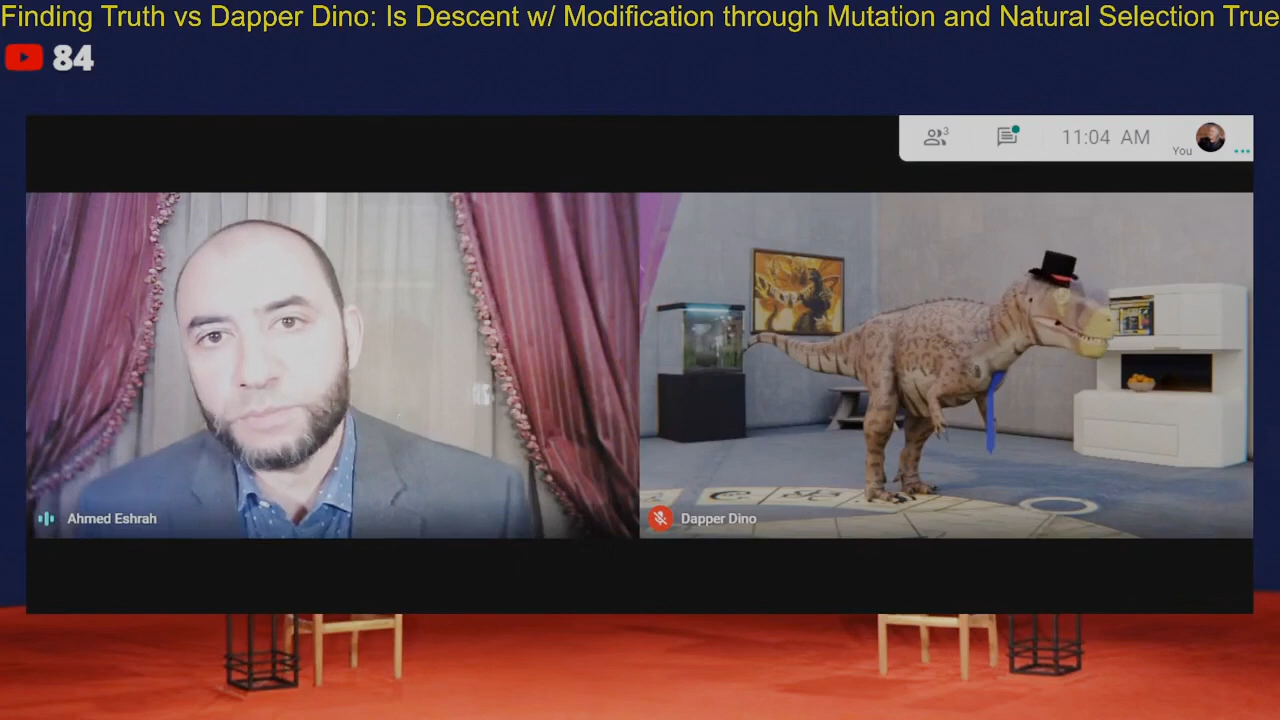 Finding Truth vs Dapper Dino: Is Descent w/ Modification through Mutation and Natural Selection True
84
3
11:04 AM
You
Ahmed Eshrah
Dapper Dino